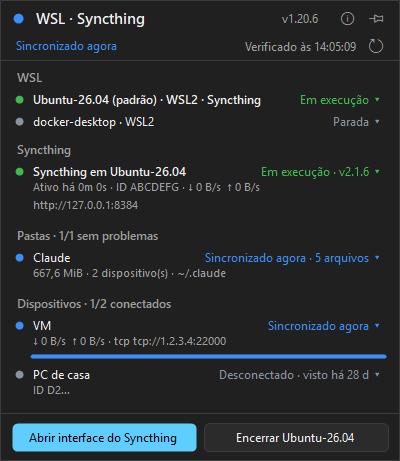 WSL · Syncthing v1.20.6
Sincronizado agora Verificado às 14:05:09
WSL
Ubuntu-26.04 (padrão) · WSL2 · Syncthing Em execução
docker-desktop · WSL2 Parada
Syncthing
Syncthing em Ubuntu-26.04 Em execução · v2.1.6
Ativo há 0m 0s · ID ABCDEFG · ↓ 0 B/s ↑ 0 B/s
http://127.0.0.1:8384
Pastas · 1/1 sem problemas
Claude Sincronizado agora · 5 arquivos
667,6 MiB · 2 dispositivo(s) · ~/.claude
Dispositivos · 1/2 conectados
VM Sincronizado agora
↓ 0 B/s ↑ 0 B/s · tcp tcp://1.2.3.4:22000
PC de casa Desconectado · visto há 28 d
ID D2...
Abrir interface do Syncthing Encerrar Ubuntu-26.04